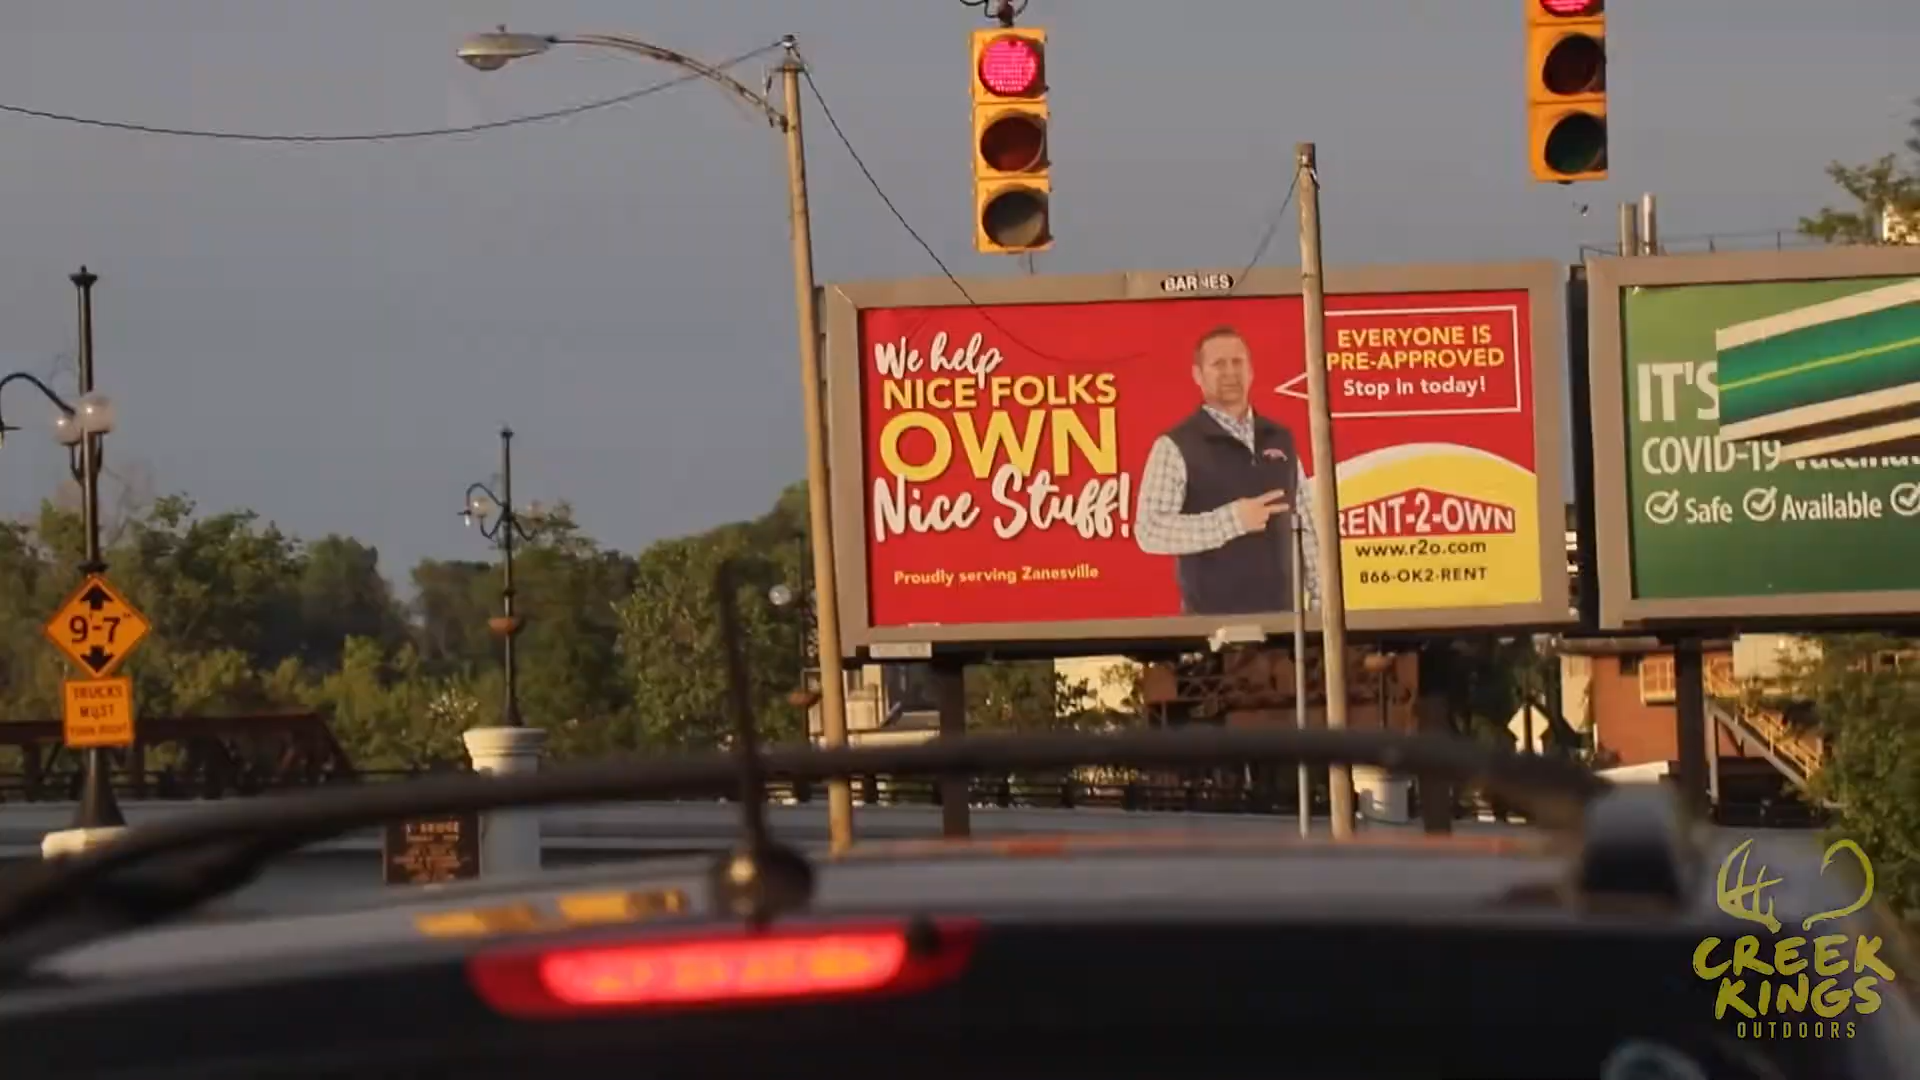 BARNES
We help
NICE FOLKS
OWN
Nice Stuff!
Proudly serving Zanesville
EVERYONE IS
PRE-APPROVED
Stop in today!
RENT-2-OWN
www.r2o.com
866-OK2-RENT
IT'S
COVID-19
Safe Available
9-7"
TRUCKS
MUST
TURN RIGHT
CREEK
KINGS
OUTDOORS